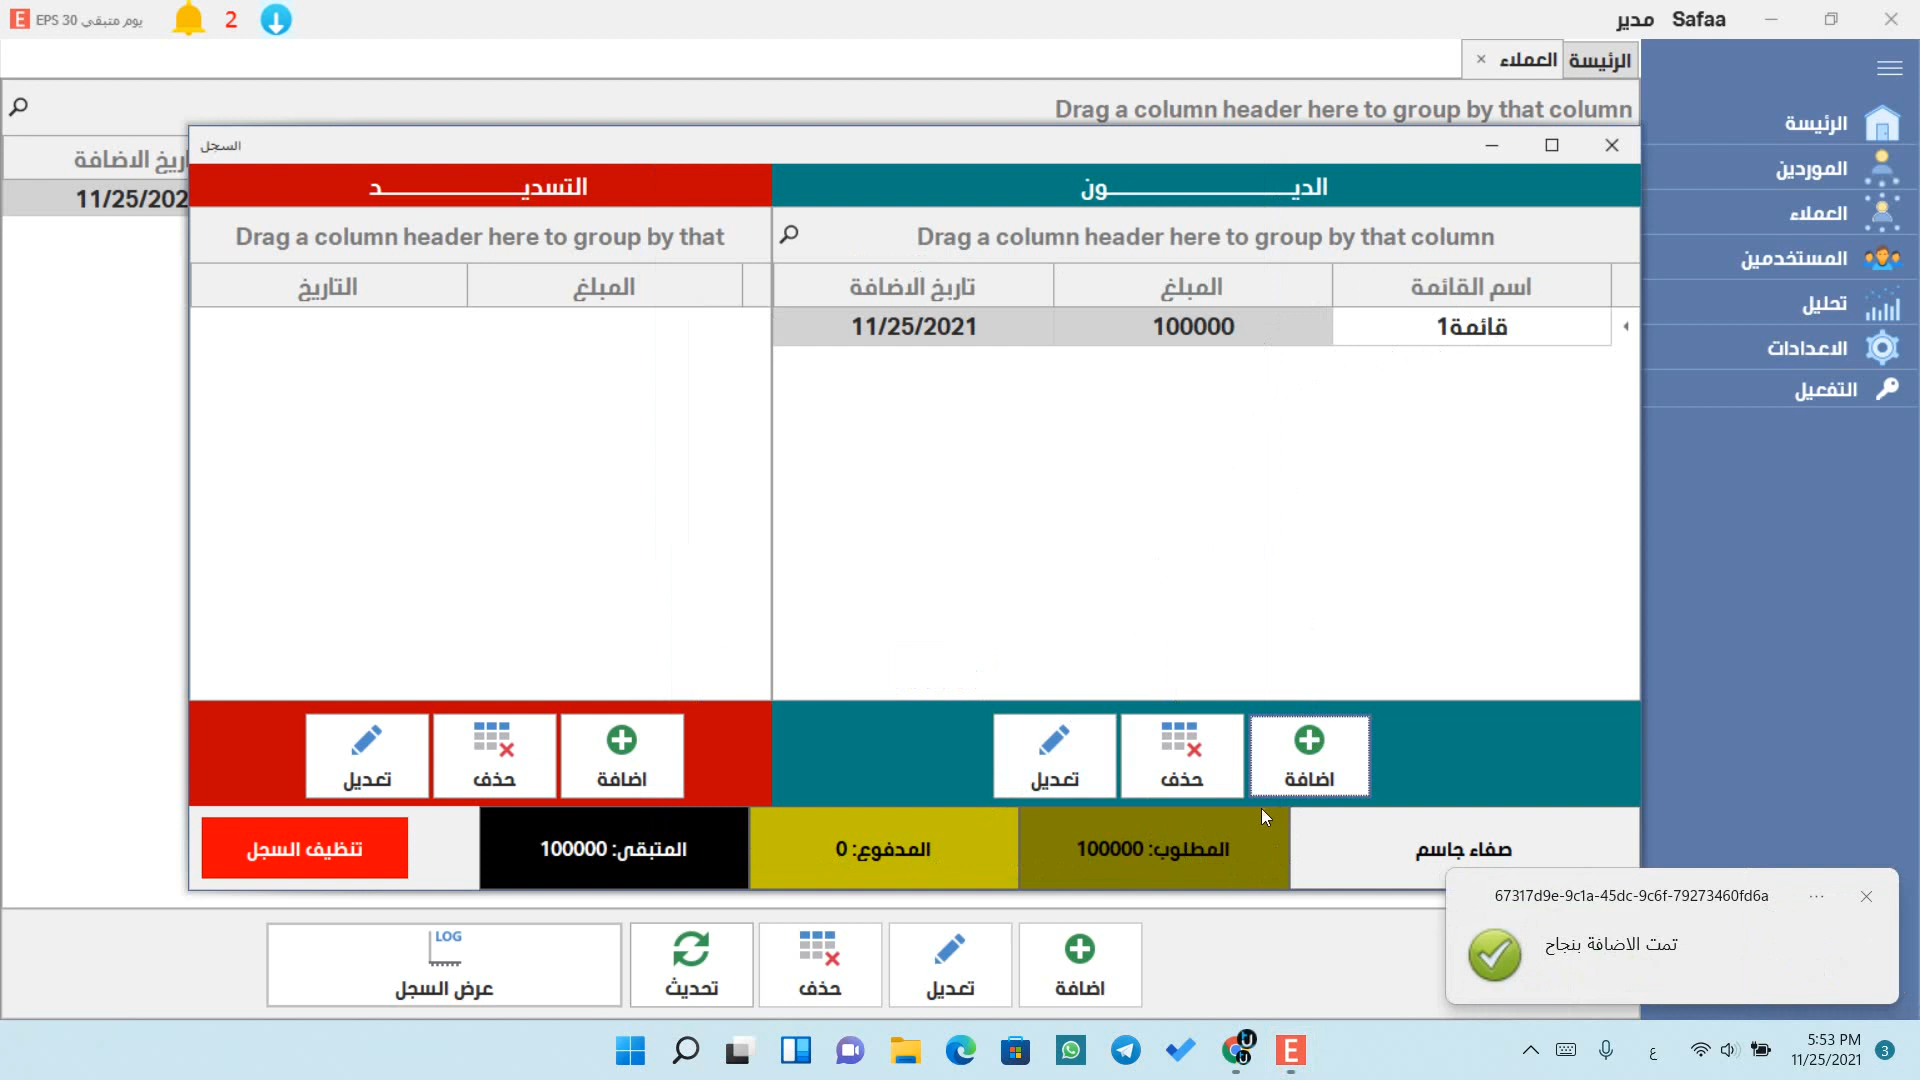 E EPS 30 يوم متبقي
2
مدير Safaa
الرئيسة
العملاء ×
Drag a column header here to group by that column
تاريخ الاضافة
11/25/202
السجل
الديـــــــــون
التسديـــــــــد
Drag a column header here to group by that column
Drag a column header here to group by that
اسم القائمة
المبلغ
تاريخ الاضافة
المبلغ
التاريخ
قائمة1
100000
11/25/2021
اضافة
حذف
تعديل
اضافة
حذف
تعديل
صفاء جاسم
المطلوب: 100000
المدفوع: 0
المتبقي: 100000
تنظيف السجل
اضافة
تعديل
حذف
تحديث
LOG
عرض السجل
الرئيسة
الموردين
العملاء
المستخدمين
تحليل
الاعدادات
التفعيل
67317d9e-9c1a-45dc-9c6f-79273460fd6a
تمت الاضافة بنجاح
E
ع
5:53 PM
11/25/2021
3